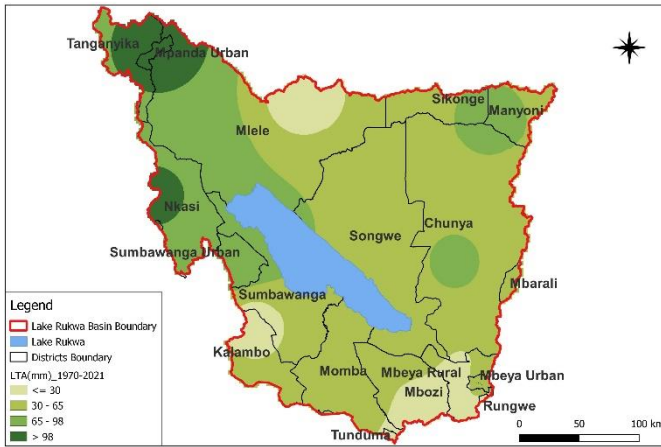 Tanganyika
Mpanda Urban
Sikonge
Manyoni
Mlele
Nkasi
Chunya
Songwe
Sumbawanga Urban
Mbarali
Sumbawanga
Kalambo
Momba
Mbeya Rural
Mbeya Urban
Mbozi
Rungwe
Tunduma
Legend
Lake Rukwa Basin Boundary
Lake Rukwa
Districts Boundary
LTA(mm)_1970-2021
<= 30
30 - 65
65 - 98
> 98
0 50 100 km